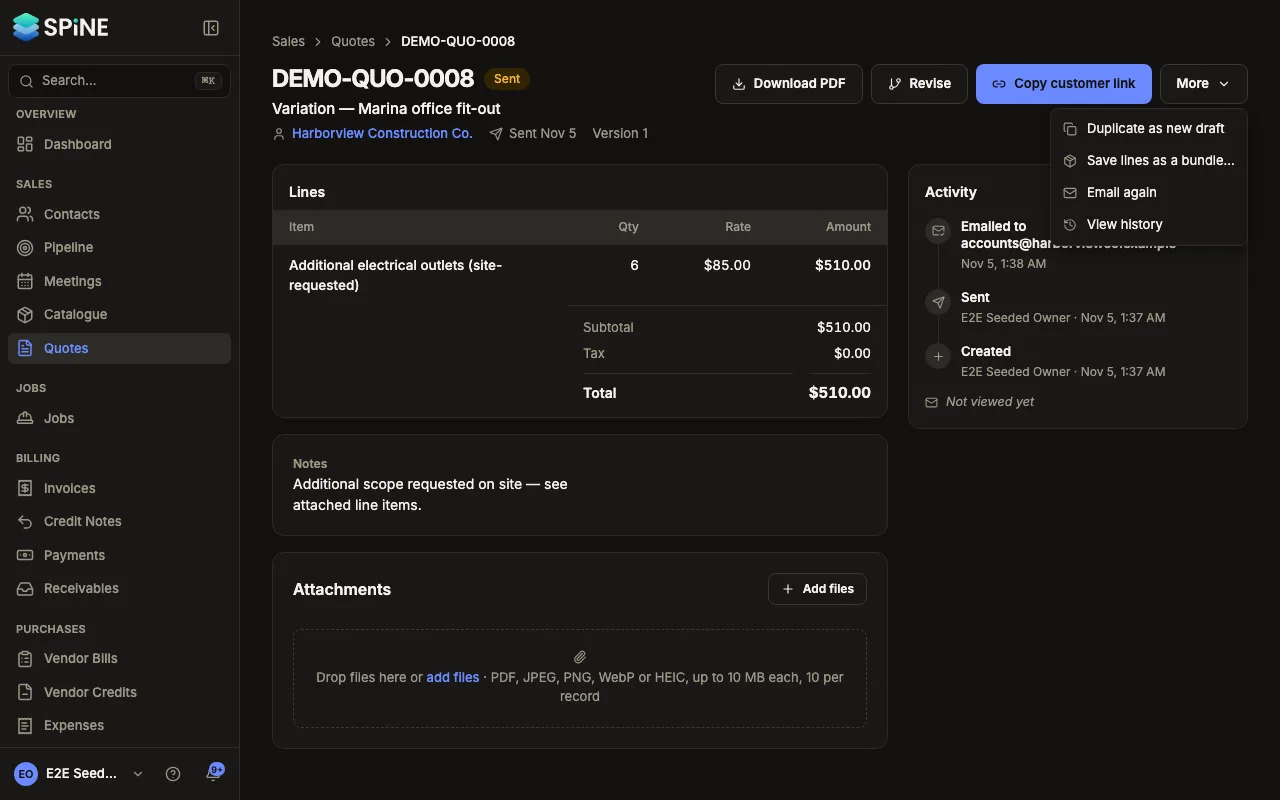 SPiNE
Search...
⌘K
OVERVIEW
Dashboard
SALES
Contacts
Pipeline
Meetings
Catalogue
Quotes
JOBS
Jobs
BILLING
Invoices
Credit Notes
Payments
Receivables
PURCHASES
Vendor Bills
Vendor Credits
Expenses
EO E2E Seed...
9+
Sales > Quotes > DEMO-QUO-0008
DEMO-QUO-0008 Sent
Download PDF
Revise
Copy customer link
More
Variation — Marina office fit-out
Harborview Construction Co. Sent Nov 5 Version 1
Duplicate as new draft
Save lines as a bundle...
Email again
View history
Lines
Item Qty Rate Amount
Additional electrical outlets (site- 6 $85.00 $510.00
requested)
Subtotal $510.00
Tax $0.00
Total $510.00
Notes
Additional scope requested on site — see
attached line items.
Attachments
Add files
Drop files here or add files · PDF, JPEG, PNG, WebP or HEIC, up to 10 MB each, 10 per
record
Activity
Emailed to
Nov 5, 1:38 AM
Sent
E2E Seeded Owner · Nov 5, 1:37 AM
Created
E2E Seeded Owner · Nov 5, 1:37 AM
Not viewed yet